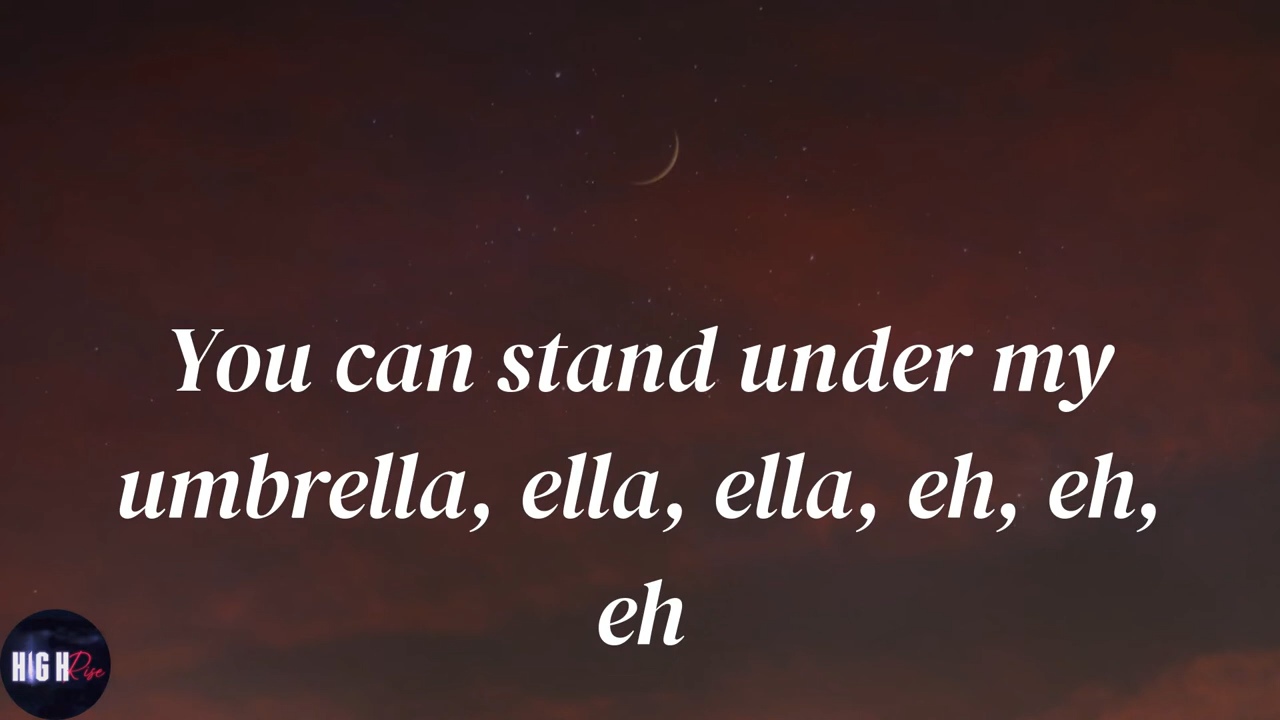 You can stand under my
umbrella, ella, ella, eh, eh,
eh
HIGH Rise